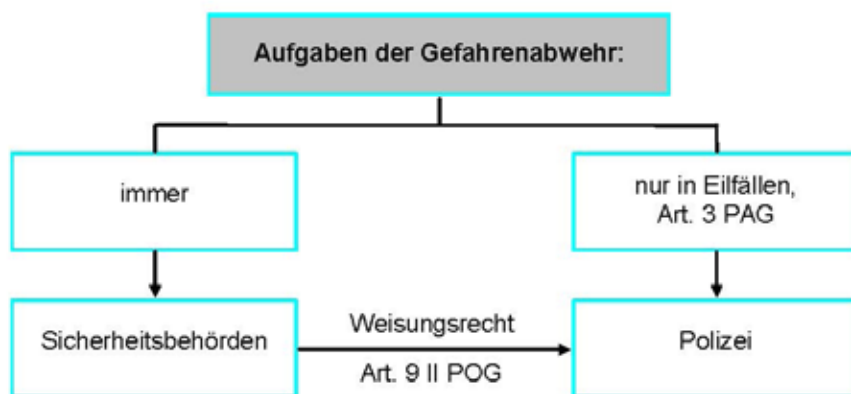 Aufgaben der Gefahrenabwehr:
immer
nur in Eilfällen,
Art. 3 PAG
Sicherheitsbehörden
Weisungsrecht
Art. 9 II POG
Polizei